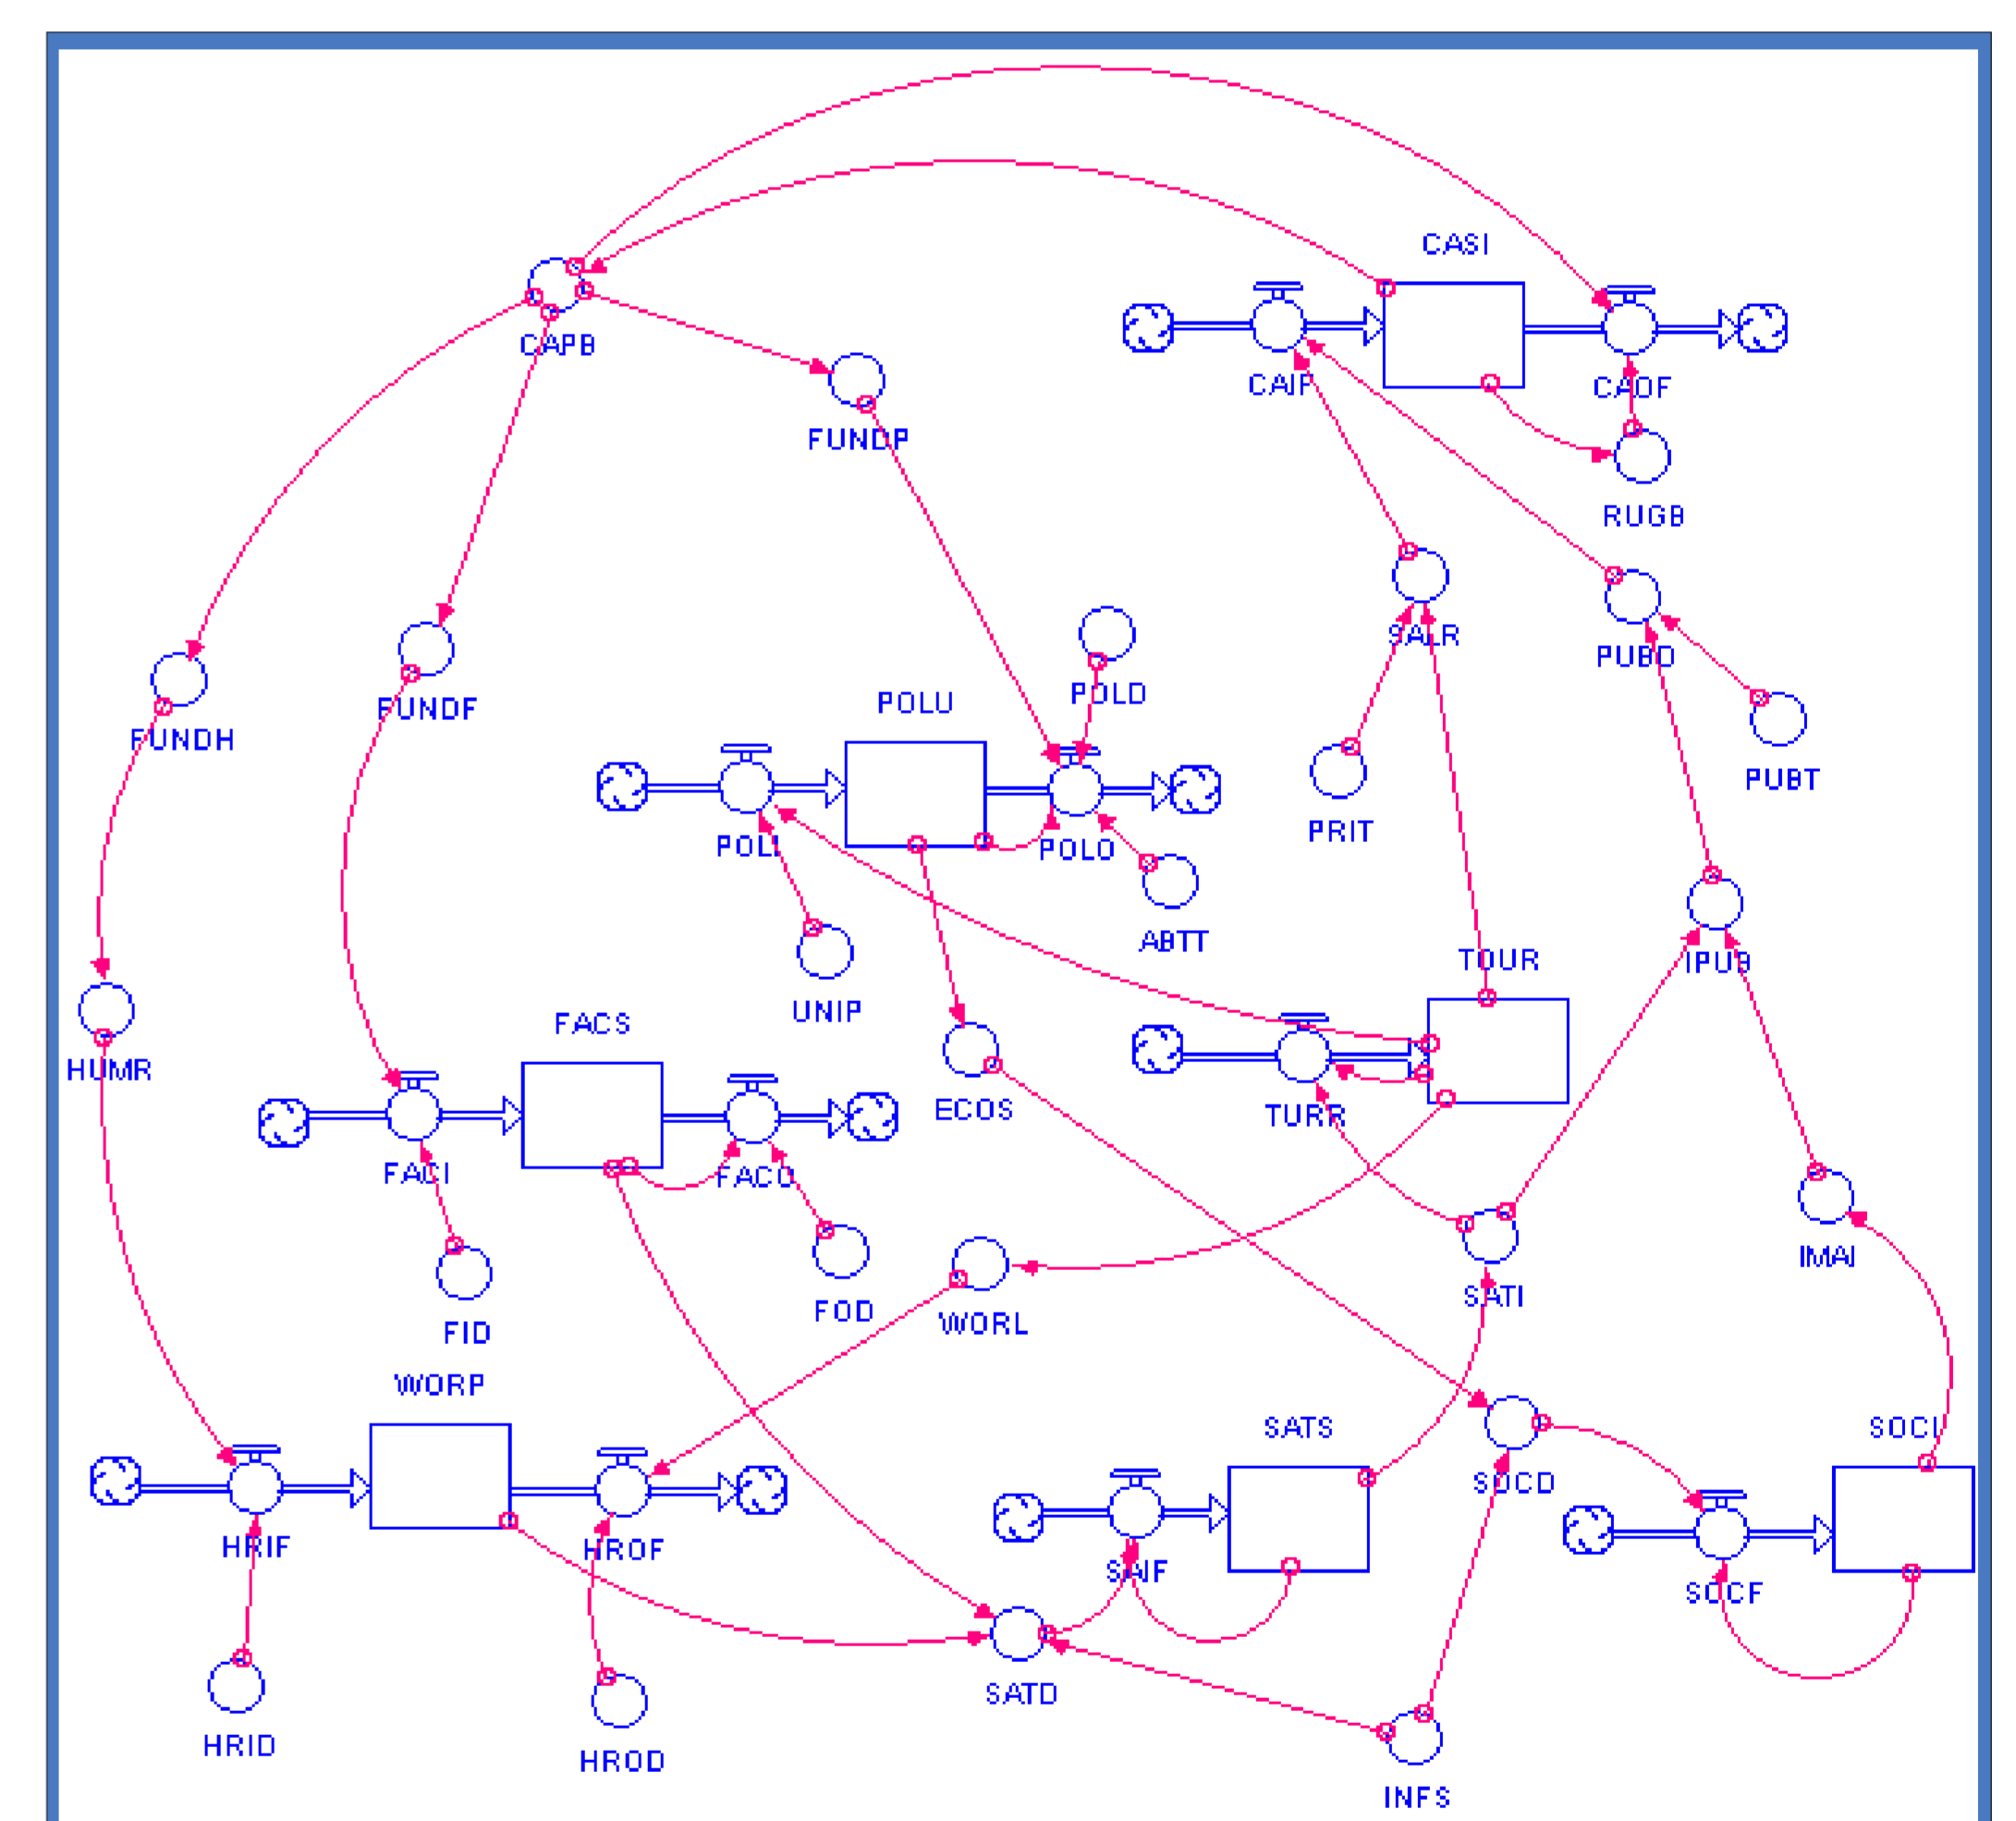 CASI
CAPB
CAIF
CAOF
FUNDP
RUGB
SALR
PUBD
POLD
POLU
FUNDF
FUNDH
PUBT
PRIT
POLI
POLO
ABTT
TOUR
IPUB
UNIP
FACS
HUMR
ECOS
TURR
FACI
FACO
IMAI
SATI
FOD
WORL
FID
WORP
SATS
SOCI
SOCD
HRIF
HROF
SAIF
SOCF
SATD
HRID
HROD
INFS